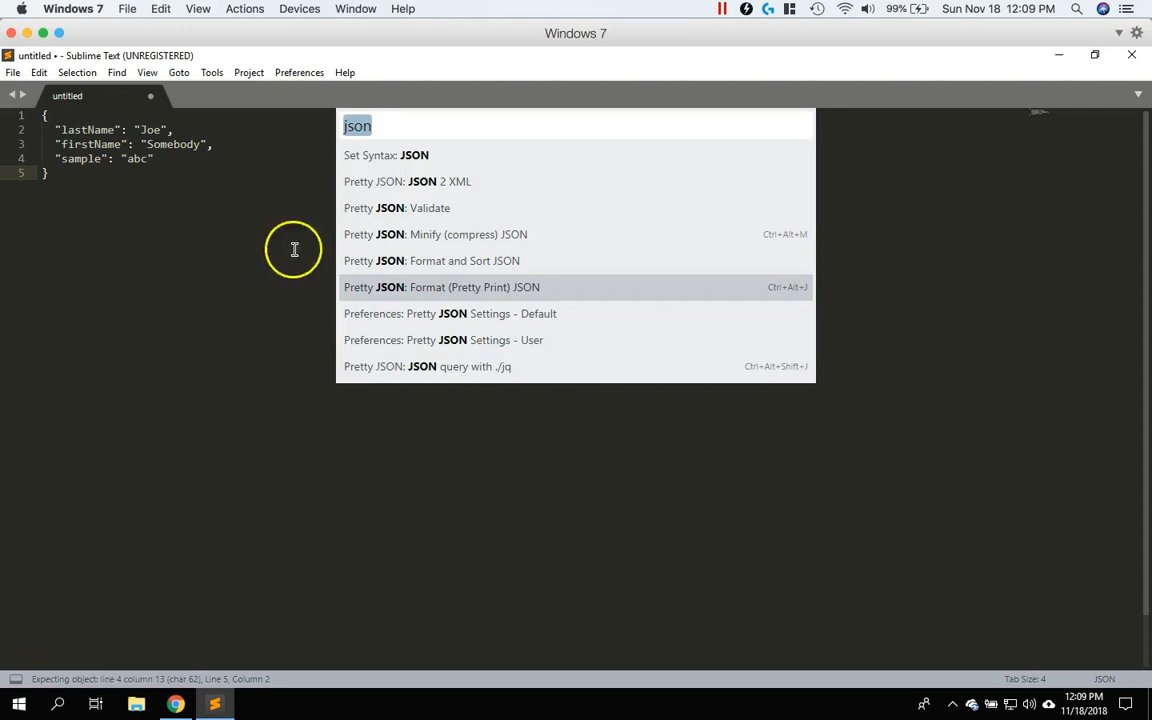 Windows 7 File Edit View Actions Devices Window Help 99% Sun Nov 18 12:09 PM
Windows 7
untitled • - Sublime Text (UNREGISTERED)
File Edit Selection Find View Goto Tools Project Preferences Help
untitled
1 {
2 "lastName": "Joe",
3 "firstName": "Somebody",
4 "sample": "abc"
5 }
json
Set Syntax: JSON
Pretty JSON: JSON 2 XML
Pretty JSON: Validate
Pretty JSON: Minify (compress) JSON Ctrl+Alt+M
Pretty JSON: Format and Sort JSON
Pretty JSON: Format (Pretty Print) JSON Ctrl+Alt+J
Preferences: Pretty JSON Settings - Default
Preferences: Pretty JSON Settings - User
Pretty JSON: JSON query with ./jq Ctrl+Alt+Shift+J
Expecting object: line 4 column 13 (char 62), Line 5, Column 2 Tab Size: 4 JSON
12:09 PM
11/18/2018